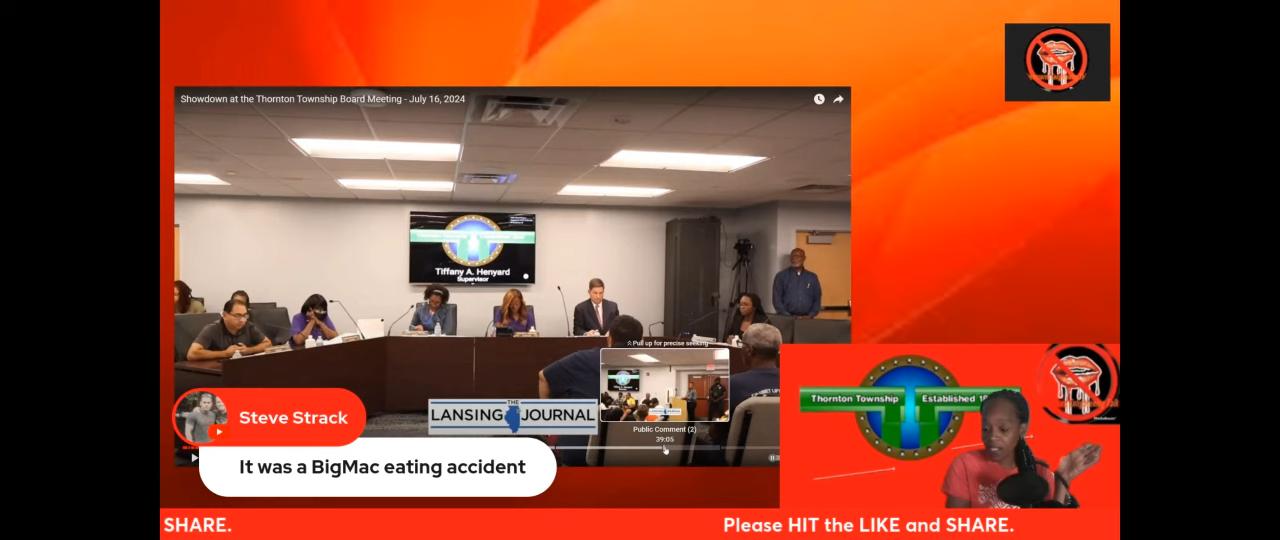 Showdown at the Thornton Township Board Meeting - July 16, 2024
Tiffany A. Henyard
Supervisor
Pull up for precise seeking
THE
LANSING JOURNAL
Public Comment (2)
39:05
Steve Strack
It was a BigMac eating accident
Thornton Township
Established 18
SHARE.
Please HIT the LIKE and SHARE.